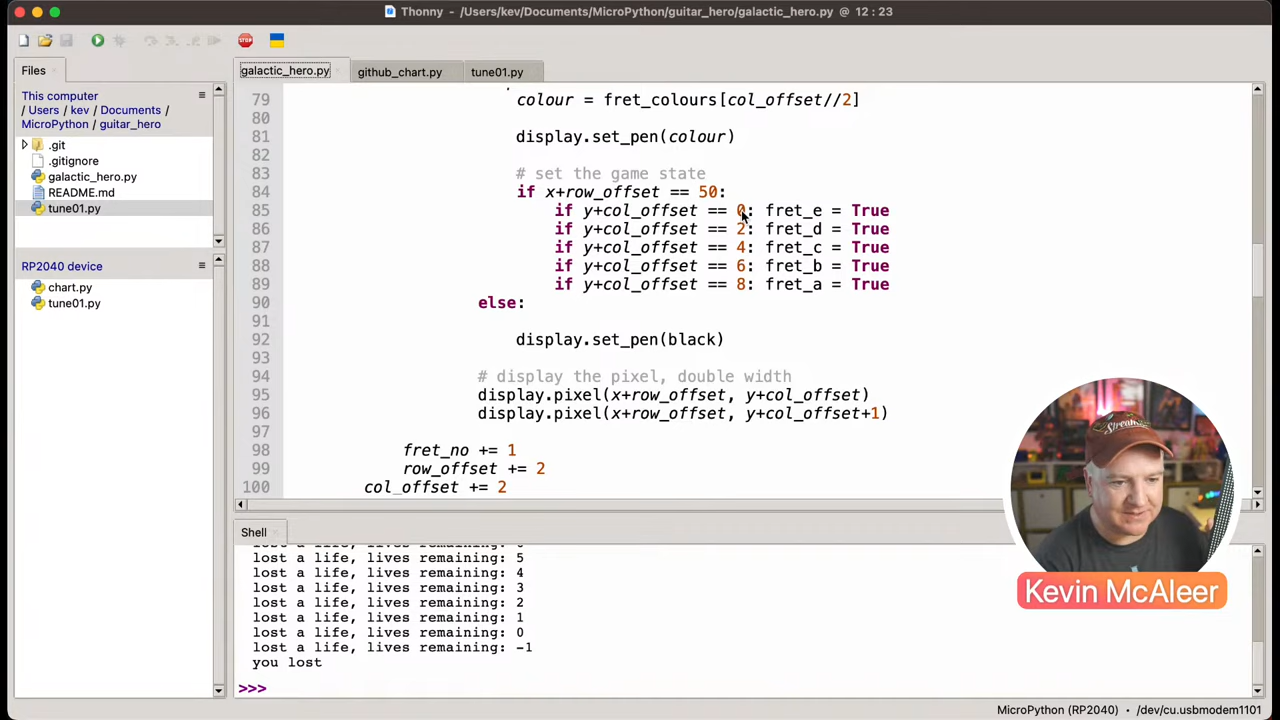 Thonny - /Users/kev/Documents/MicroPython/guitar_hero/galactic_hero.py @ 12 : 23
Files
This computer
/ Users / kev / Documents /
MicroPython / guitar_hero
.git
.gitignore
galactic_hero.py
README.md
tune01.py
RP2040 device
chart.py
tune01.py
galactic_hero.py
github_chart.py
tune01.py
79 colour = fret_colours[col_offset//2]
80
81 display.set_pen(colour)
82
83 # set the game state
84 if x+row_offset == 50:
85 if y+col_offset == 0: fret_e = True
86 if y+col_offset == 2: fret_d = True
87 if y+col_offset == 4: fret_c = True
88 if y+col_offset == 6: fret_b = True
89 if y+col_offset == 8: fret_a = True
90 else:
91
92 display.set_pen(black)
93
94 # display the pixel, double width
95 display.pixel(x+row_offset, y+col_offset)
96 display.pixel(x+row_offset, y+col_offset+1)
97
98 fret_no += 1
99 row_offset += 2
100 col_offset += 2
Shell
lost a life, lives remaining: 5
lost a life, lives remaining: 4
lost a life, lives remaining: 3
lost a life, lives remaining: 2
lost a life, lives remaining: 1
lost a life, lives remaining: 0
lost a life, lives remaining: -1
you lost
>>>
Kevin McAleer
MicroPython (RP2040) • /dev/cu.usbmodem1101